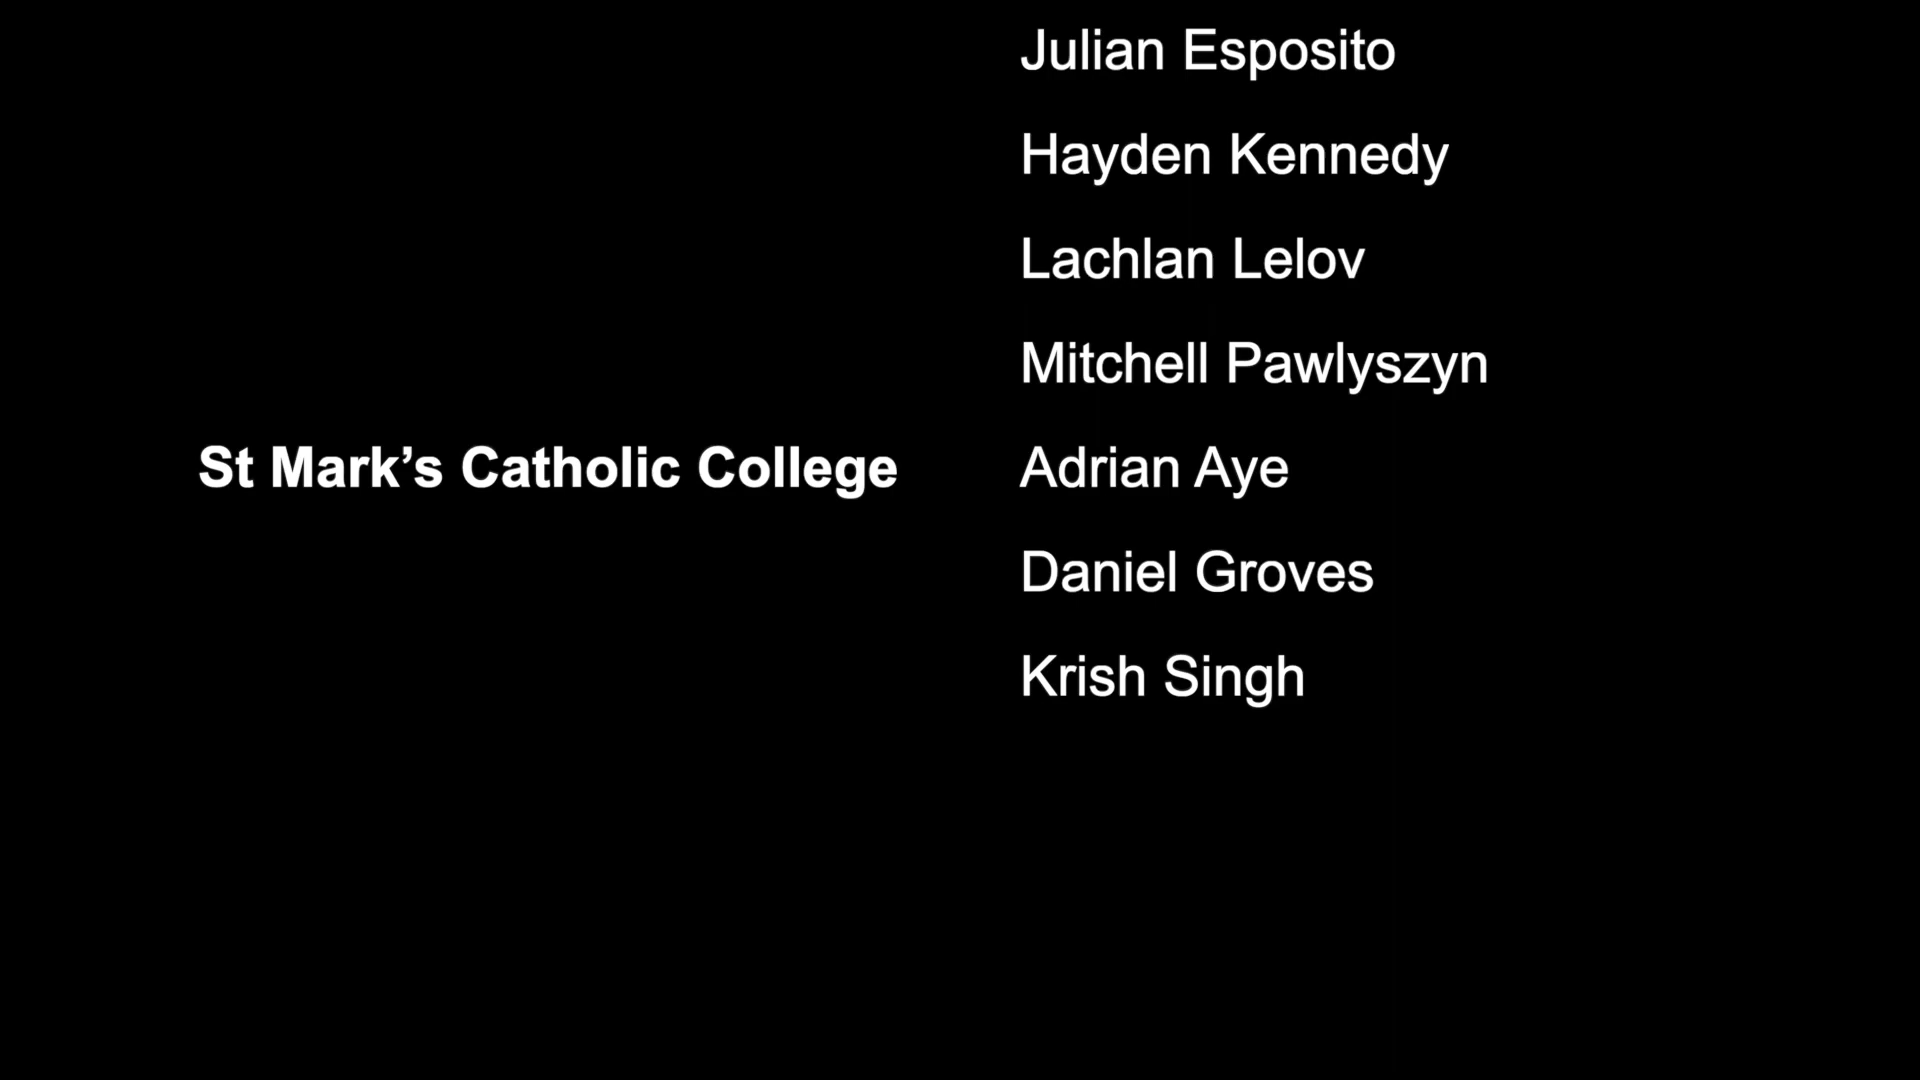 Julian Esposito
Hayden Kennedy
Lachlan Lelov
Mitchell Pawlyszyn
St Mark’s Catholic College Adrian Aye
Daniel Groves
Krish Singh